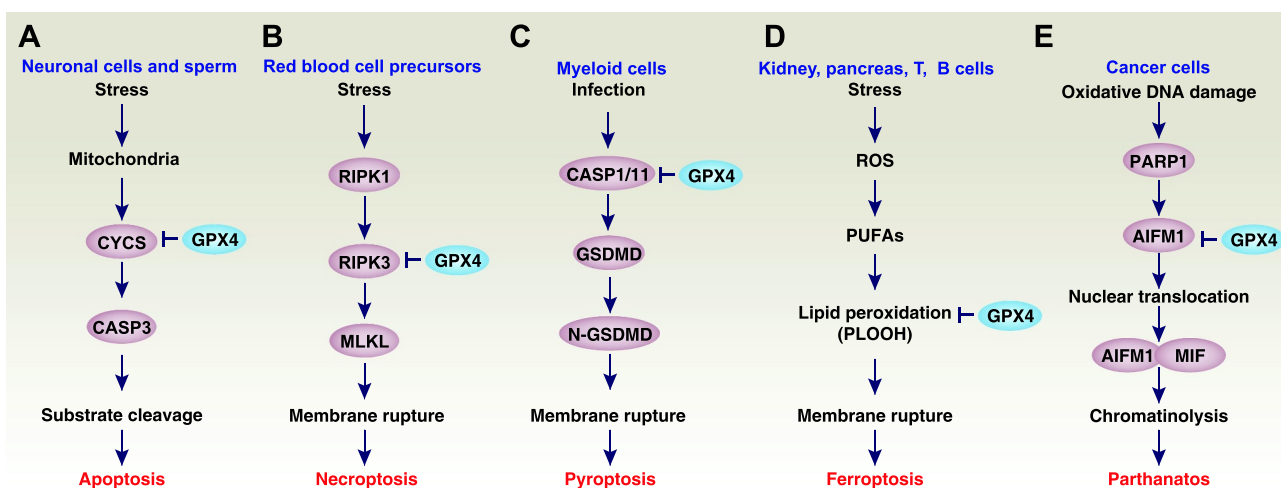 A
Neuronal cells and sperm
Stress
Mitochondria
CYCS
GPX4
CASP3
Substrate cleavage
Apoptosis
B
Red blood cell precursors
Stress
RIPK1
RIPK3
GPX4
MLKL
Membrane rupture
Necroptosis
C
Myeloid cells
Infection
CASP1/11
GPX4
GSDMD
N-GSDMD
Membrane rupture
Pyroptosis
D
Kidney, pancreas, T, B cells
Stress
ROS
PUFAs
Lipid peroxidation
(PLOOH)
GPX4
Membrane rupture
Ferroptosis
E
Cancer cells
Oxidative DNA damage
PARP1
AIFM1
GPX4
Nuclear translocation
AIFM1
MIF
Chromatinolysis
Parthanatos